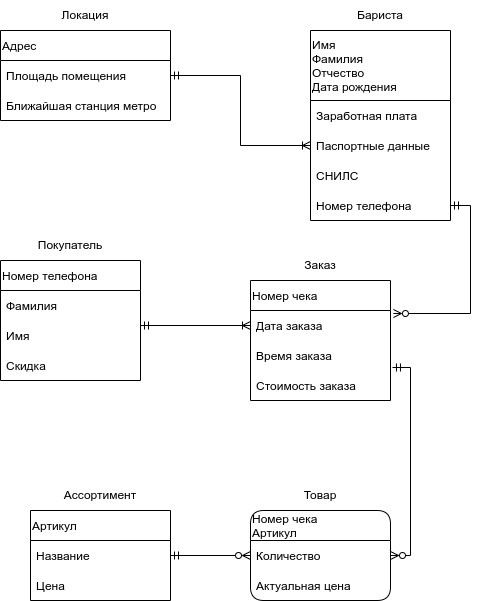 Локация
Адрес
Площадь помещения
Ближайшая станция метро
Бариста
Имя
Фамилия
Отчество
Дата рождения
Заработная плата
Паспортные данные
СНИЛС
Номер телефона
Покупатель
Номер телефона
Фамилия
Имя
Скидка
Заказ
Номер чека
Дата заказа
Время заказа
Стоимость заказа
Ассортимент
Артикул
Название
Цена
Товар
Номер чека
Артикул
Количество
Актуальная цена